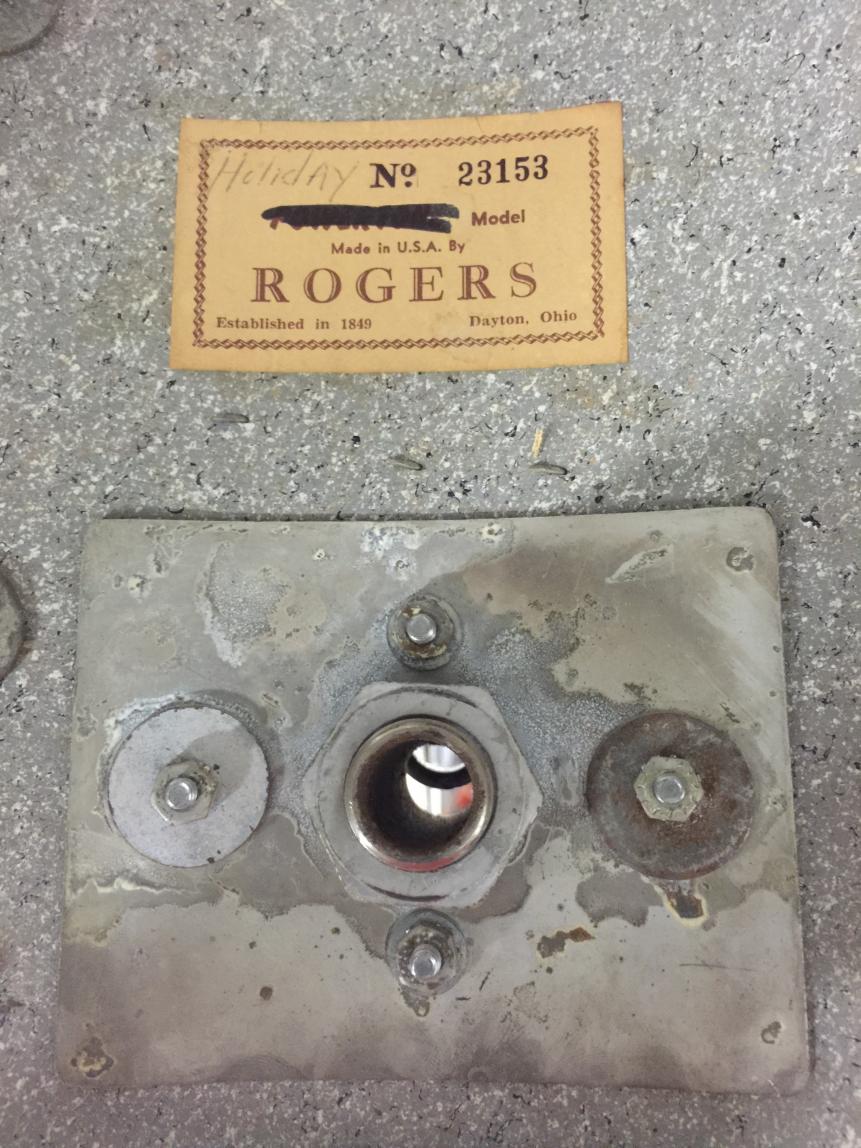 Holiday Nº 23153
Model
Made in U.S.A. By
ROGERS
Established in 1849 Dayton, Ohio